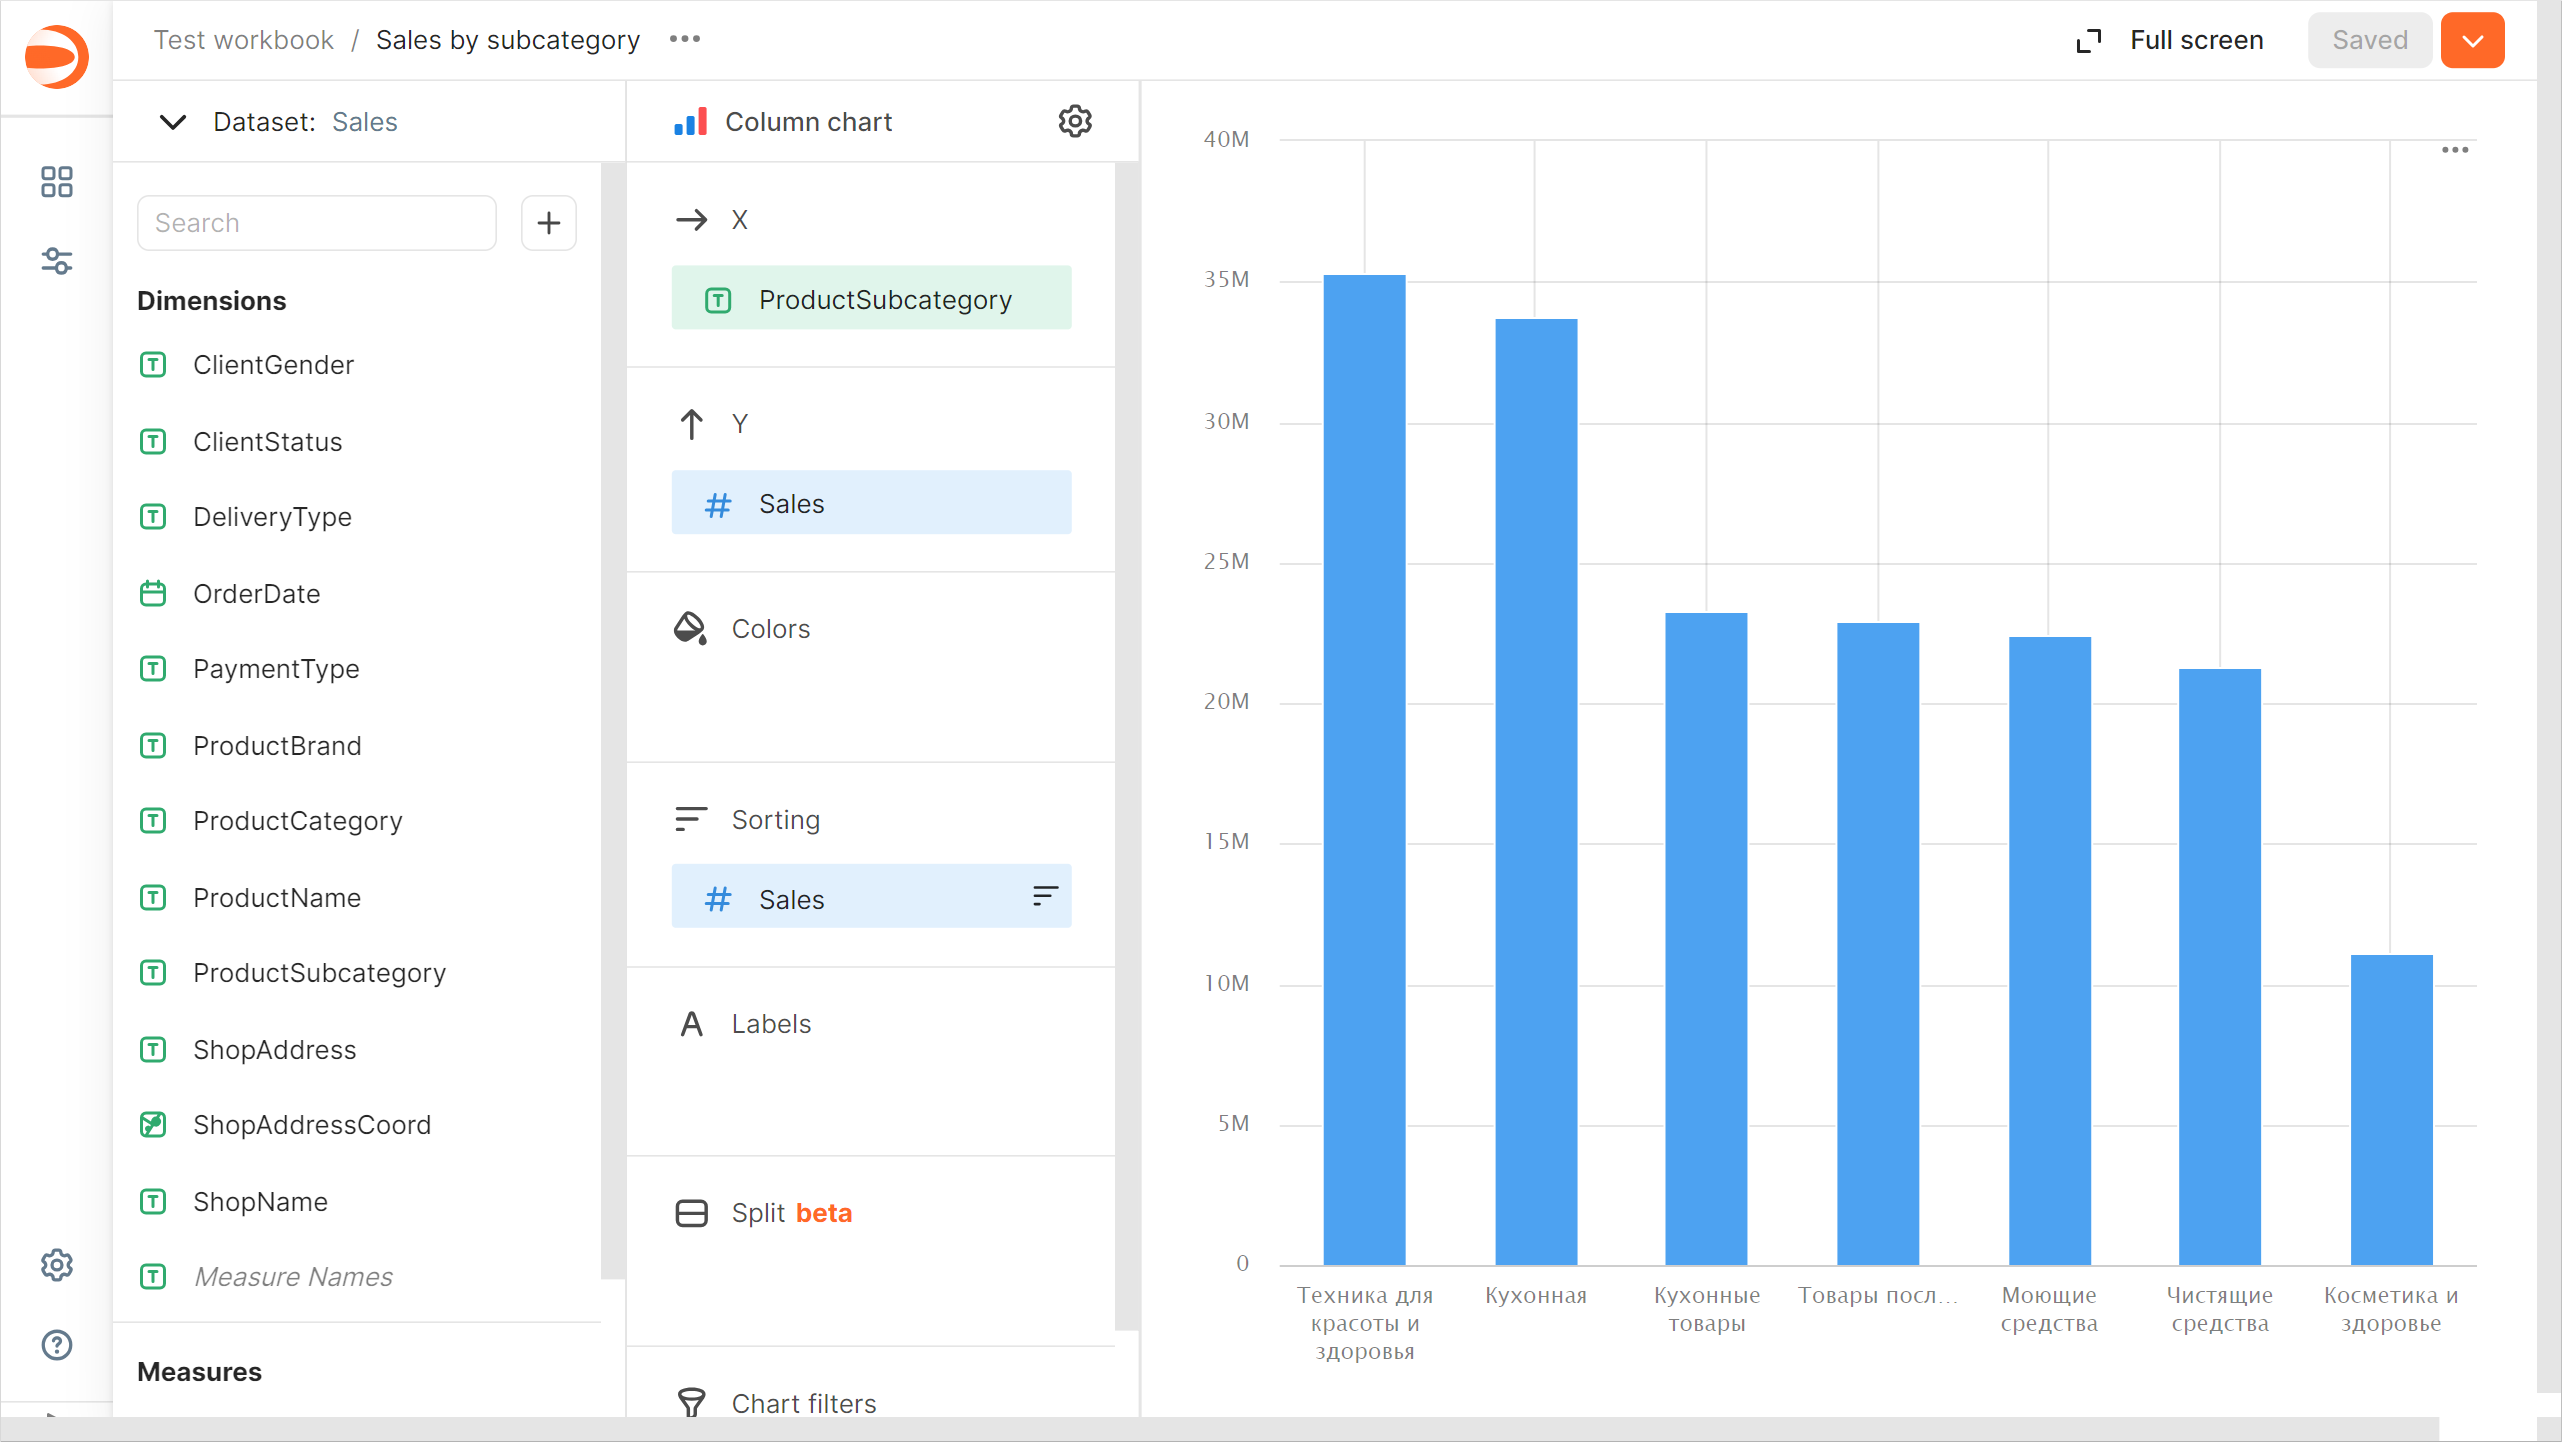 Test workbook / Sales by subcategory
Full screen
Saved
Dataset: Sales
Search
Dimensions
ClientGender
ClientStatus
DeliveryType
OrderDate
PaymentType
ProductBrand
ProductCategory
ProductName
ProductSubcategory
ShopAddress
ShopAddressCoord
ShopName
Measure Names
Measures
Column chart
X
ProductSubcategory
Y
Sales
Colors
Sorting
Sales
Labels
Split beta
Chart filters
40M
35M
30M
25M
20M
15M
10M
5M
0
Техника для
красоты и
здоровья
Кухонная
Кухонные
товары
Товары посл...
Моющие
средства
Чистящие
средства
Косметика и
здоровье